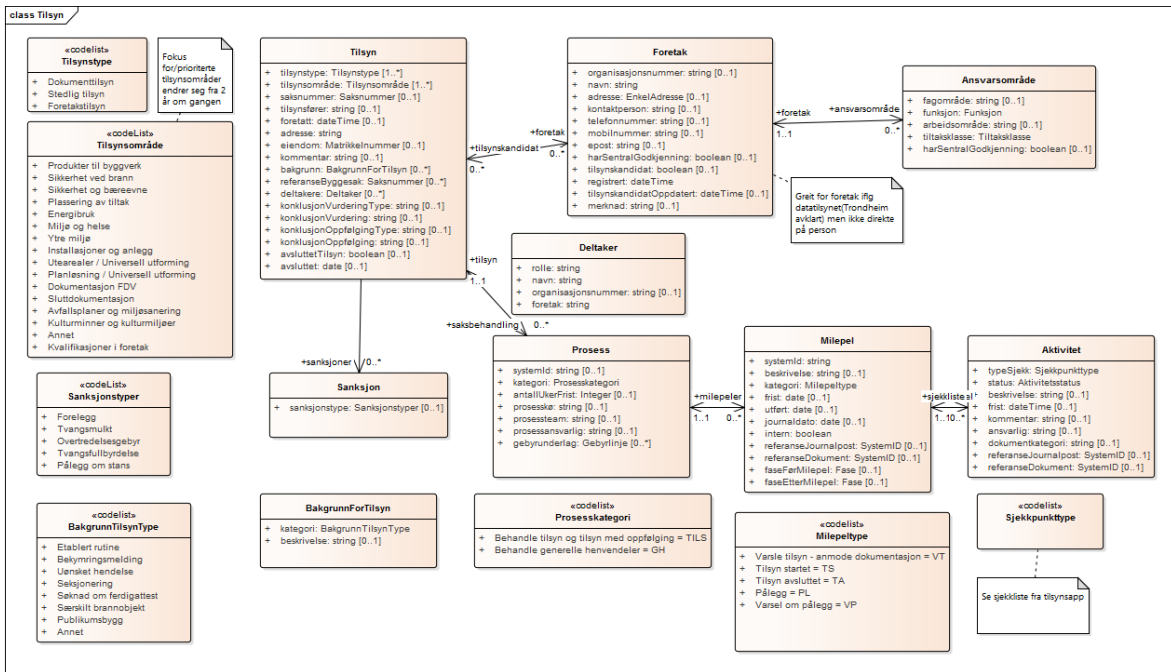 class Tilsyn
«codelist»
Tilsynstype
+ Dokumenttilsyn
+ Stedlig tilsyn
+ Foretakstilsyn
Fokus
for/prioriterte
tilsynsområder
endrer seg fra 2
år om gangen
«codeList»
Tilsynsområde
+ Produkter til byggverk
+ Sikkerhet ved brann
+ Sikkerhet og bæreevne
+ Plassering av tiltak
+ Energibruk
+ Miljø og helse
+ Ytre miljø
+ Installasjoner og anlegg
+ Utearealer / Universell utforming
+ Planløsning / Universell utforming
+ Dokumentasjon FDV
+ Sluttdokumentasjon
+ Avfallsplaner og miljøsanering
+ Kulturminner og kulturmiljøer
+ Annet
+ Kvalifikasjoner i foretak
«codeList»
Sanksjonstyper
+ Forelegg
+ Tvangsmulkt
+ Overtredelsesgebyr
+ Tvangsfullbyrdelse
+ Pålegg om stans
«codelist»
BakgrunnTilsynType
+ Etablert rutine
+ Bekymringsmelding
+ Uønsket hendelse
+ Seksjonering
+ Søknad om ferdigattest
+ Særskilt brannobjekt
+ Publikumsbygg
+ Annet
Tilsyn
+ tilsynstype: Tilsynstype [1..*]
+ tilsynsområde: Tilsynsområde [1..*]
+ saksnummer: Saksnummer [0..1]
+ tilsynsfører: string [0..1]
+ foretatt: dateTime [0..1]
+ adresse: string
+ eiendom: Matrikkelnummer [0..1]
+ kommentar: string [0..1]
+ bakgrunn: BakgrunnForTilsyn [0..*]
+ referanseByggesak: Saksnummer [0..*]
+ deltakere: Deltaker [0..*]
+ konklusjonVurderingType: string [0..1]
+ konklusjonVurdering: string [0..1]
+ konklusjonOppfølgingType: string [0..1]
+ konklusjonOppfølging: string [0..1]
+ avsluttetTilsyn: boolean [0..1]
+ avsluttet: date [0..1]
+foretak
+tilsynskandidat 0..*
0..*
Foretak
+ organisasjonsnummer: string [0..1]
+ navn: string
+ adresse: EnkelAdresse [0..1]
+ kontaktperson: string [0..1]
+ telefonnummer: string [0..1]
+ mobilnummer: string [0..1]
+ epost: string [0..1]
+ harSentralGodkjenning: boolean [0..1]
+ tilsynskandidat: boolean [0..1]
+ registrert: dateTime
+ tilsynskandidatOppdatert: dateTime [0..1]
+ merknad: string [0..1]
+foretak +ansvarsområde
1..1 0..*
Ansvarsområde
+ fagområde: string [0..1]
+ funksjon: Funksjon
+ arbeidsområde: string [0..1]
+ tiltaksklasse: Tiltaksklasse
+ harSentralGodkjenning: boolean [0..1]
Greit for foretak iflg
datatilsynet(Trondheim
avklart) men ikke direkte
på person
Deltaker
+ rolle: string
+ navn: string
+ organisasjonsnummer: string [0..1]
+ foretak: string
+tilsyn
1..1
+saksbehandling 0..*
+sanksjoner 0..*
Sanksjon
+ sanksjonstype: Sanksjonstyper [0..1]
Prosess
+ systemId: string [0..1]
+ kategori: Prosesskategori
+ antallUkerFrist: Integer [0..1]
+ prosesskø: string [0..1]
+ prosessteam: string [0..1]
+ prosessansvarlig: string [0..1]
+ gebyrunderlag: Gebyrlinje [0..*]
+milepeler
1..1 0..*
Milepel
+ systemId: string
+ beskrivelse: string [0..1]
+ kategori: Milepeltype
+ frist: date [0..1]
+ utført: date [0..1]
+ journaldato: date [0..1]
+ intern: boolean
+ referanseJournalpost: SystemID [0..1]
+ referanseDokument: SystemID [0..1]
+ faseFørMilepel: Fase [0..1]
+ faseEtterMilepel: Fase [0..1]
1..1 0..*
Aktivitet
+ typeSjekk: Sjekkpunkttype
+ status: Aktivitetsstatus
+ beskrivelse: string [0..1]
+ frist: dateTime [0..1]
+ kommentar: string [0..1]
+ ansvarlig: string [0..1]
+ dokumentkategori: string [0..1]
+ referanseJournalpost: SystemID [0..1]
+ referanseDokument: SystemID [0..1]
BakgrunnForTilsyn
+ kategori: BakgrunnTilsynType
+ beskrivelse: string [0..1]
«codelist»
Prosesskategori
+ Behandle tilsyn og tilsyn med oppfølging = TILS
+ Behandle generelle henvendeler = GH
«codelist»
Milepeltype
+ Varsle tilsyn - anmode dokumentasjon = VT
+ Tilsyn startet = TS
+ Tilsyn avsluttet = TA
+ Pålegg = PL
+ Varsel om pålegg = VP
«codelist»
Sjekkpunkttype
Se sjekkliste fra tilsynsapp